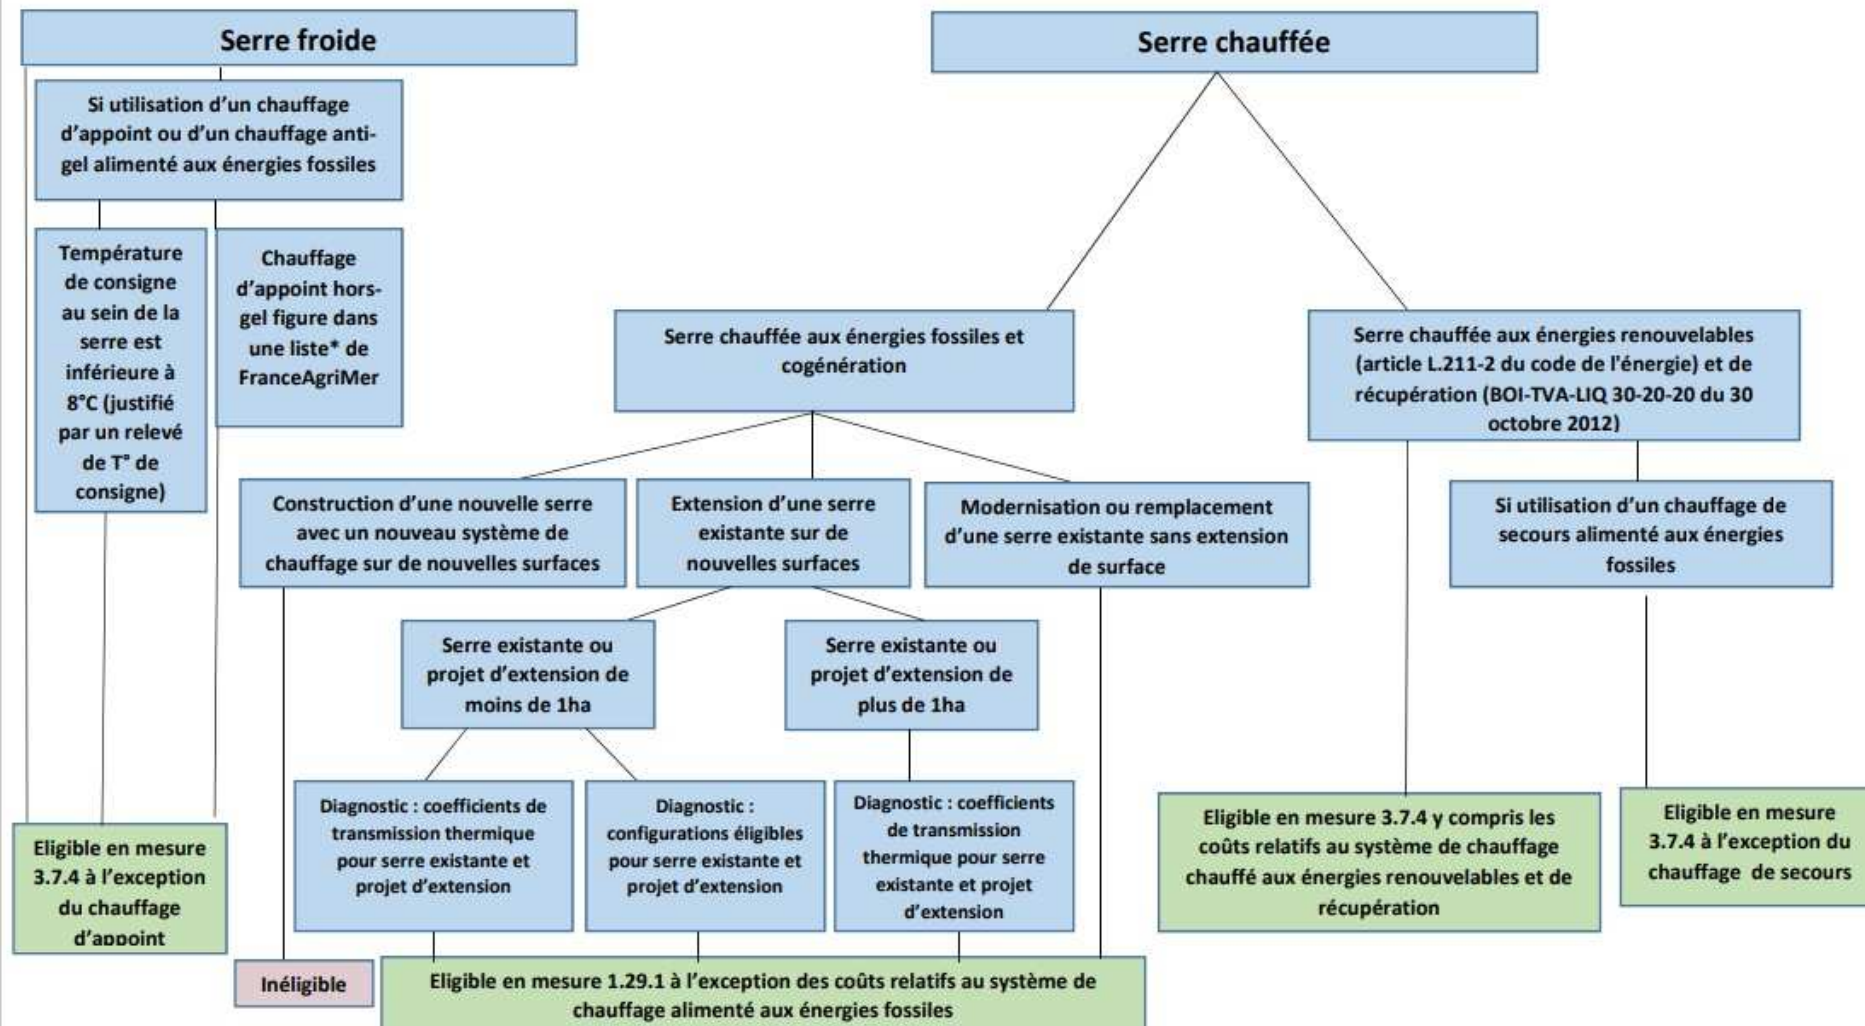 Serre froide
Si utilisation d'un chauffage
d'appoint ou d'un chauffage anti-
gel alimenté aux énergies fossiles
Température
de consigne
au sein de la
serre est
inférieure à
8°C (justifié
par un relevé
de T° de
consigne)
Chauffage
d'appoint hors-
gel figure dans
une liste* de
FranceAgriMer
Eligible en mesure
3.7.4 à l'exception
du chauffage
d'appoint
Serre chauffée
Serre chauffée aux énergies fossiles et
cogénération
Construction d'une nouvelle serre
avec un nouveau système de
chauffage sur de nouvelles surfaces
Extension d'une serre
existante sur de
nouvelles surfaces
Modernisation ou remplacement
d'une serre existante sans extension
de surface
Serre existante ou
projet d'extension de
moins de 1ha
Serre existante ou
projet d'extension de
plus de 1ha
Diagnostic : coefficients de
transmission thermique
pour serre existante et
projet d'extension
Diagnostic :
configurations éligibles
pour serre existante et
projet d'extension
Diagnostic : coefficients
de transmission
thermique pour serre
existante et projet
d'extension
Inéligible
Eligible en mesure 1.29.1 à l'exception des coûts relatifs au système de
chauffage alimenté aux énergies fossiles
Serre chauffée aux énergies renouvelables
(article L.211-2 du code de l'énergie) et de
récupération (BOI-TVA-LIQ 30-20-20 du 30
octobre 2012)
Si utilisation d'un chauffage de
secours alimenté aux énergies
fossiles
Eligible en mesure 3.7.4 y compris les
coûts relatifs au système de chauffage
chauffé aux énergies renouvelables et de
récupération
Eligible en mesure
3.7.4 à l'exception du
chauffage de secours